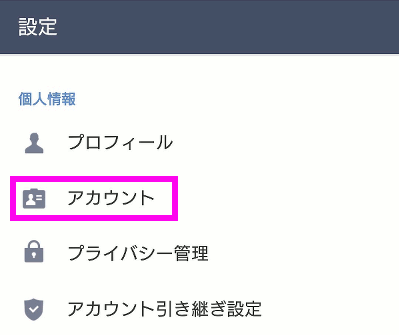 設定
個人情報
プロフィール
アカウント
プライバシー管理
アカウント引き継ぎ設定